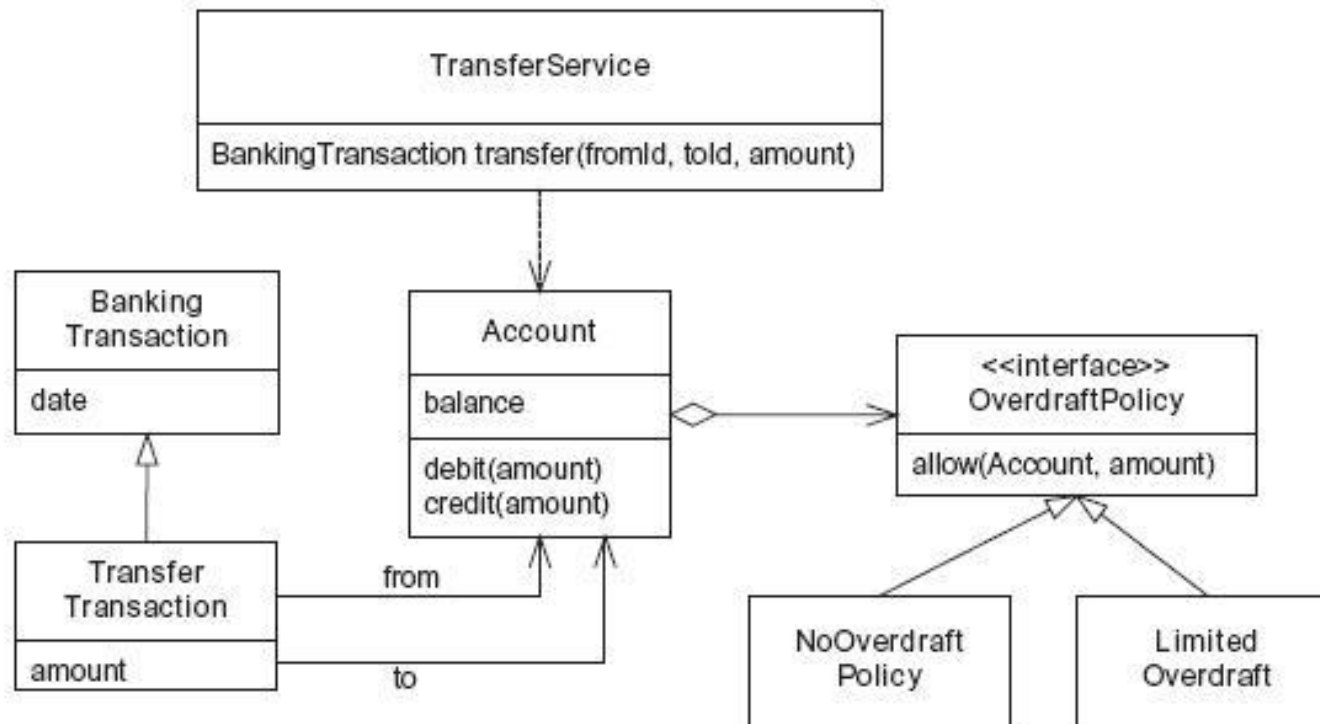 TransferService
BankingTransaction transfer(fromId, toId, amount)
Banking
Transaction
date
Account
balance
debit(amount)
credit(amount)
<<interface>>
OverdraftPolicy
allow(Account, amount)
Transfer
Transaction
amount
from
to
NoOverdraft
Policy
Limited
Overdraft